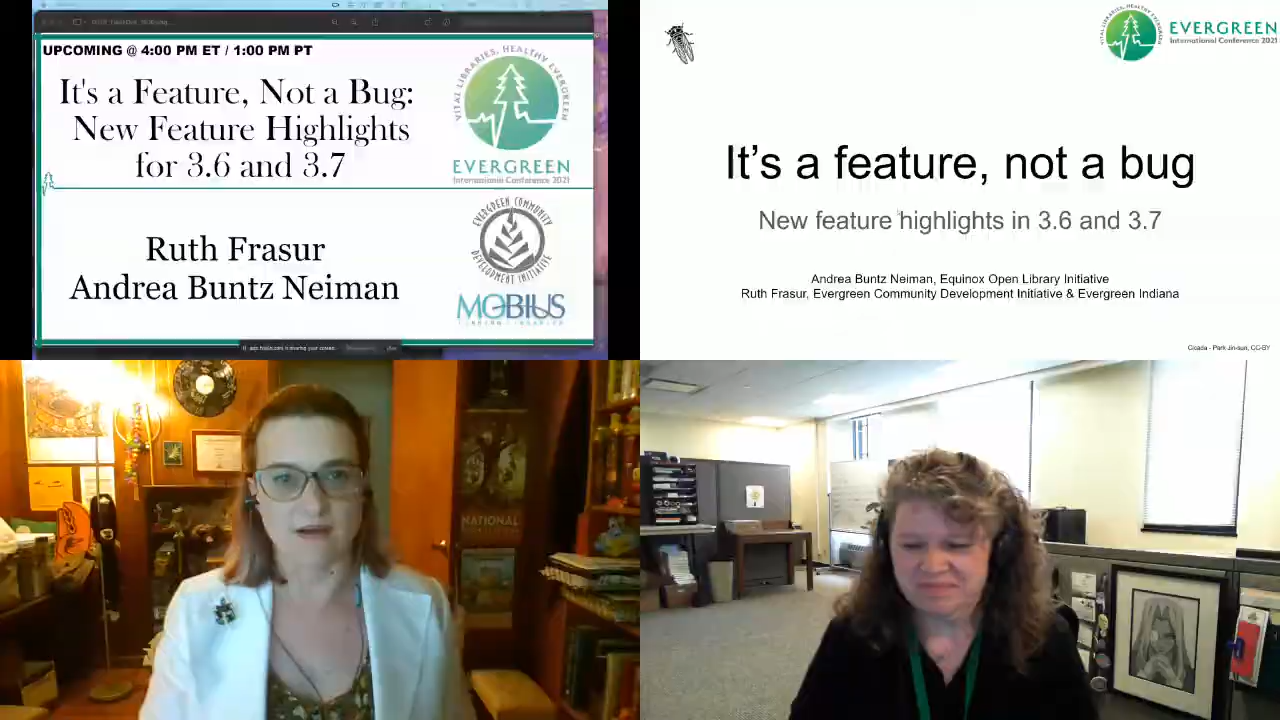 UPCOMING @ 4:00 PM ET / 1:00 PM PT
It's a Feature, Not a Bug:
New Feature Highlights
for 3.6 and 3.7
VITAL LIBRARIES, HEALTHY EVERGREEN
EVERGREEN
International Conference 2021
Ruth Frasur
Andrea Buntz Neiman
EVERGREEN COMMUNITY
DEVELOPMENT INITIATIVE
MOBIUS
VITAL LIBRARIES, HEALTHY EVERGREEN
EVERGREEN
International Conference 2021
It's a feature, not a bug
New feature highlights in 3.6 and 3.7
Andrea Buntz Neiman, Equinox Open Library Initiative
Ruth Frasur, Evergreen Community Development Initiative & Evergreen Indiana
Cicada - Park Jin-sun, CC-BY
NATIONAL